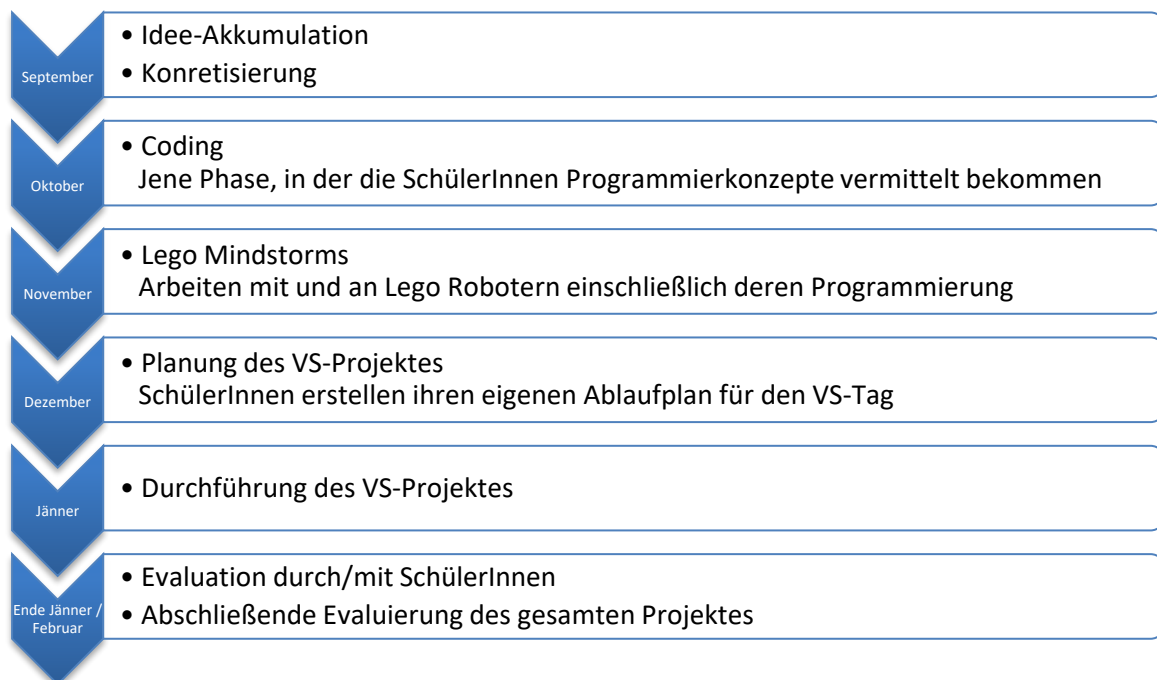 September
• Idee-Akkumulation
• Konretisierung
Oktober
• Coding
Jene Phase, in der die SchülerInnen Programmierkonzepte vermittelt bekommen
November
• Lego Mindstorms
Arbeiten mit und an Lego Robotern einschließlich deren Programmierung
Dezember
• Planung des VS-Projektes
SchülerInnen erstellen ihren eigenen Ablaufplan für den VS-Tag
Jänner
• Durchführung des VS-Projektes
Ende Jänner /
Februar
• Evaluation durch/mit SchülerInnen
• Abschließende Evaluierung des gesamten Projektes